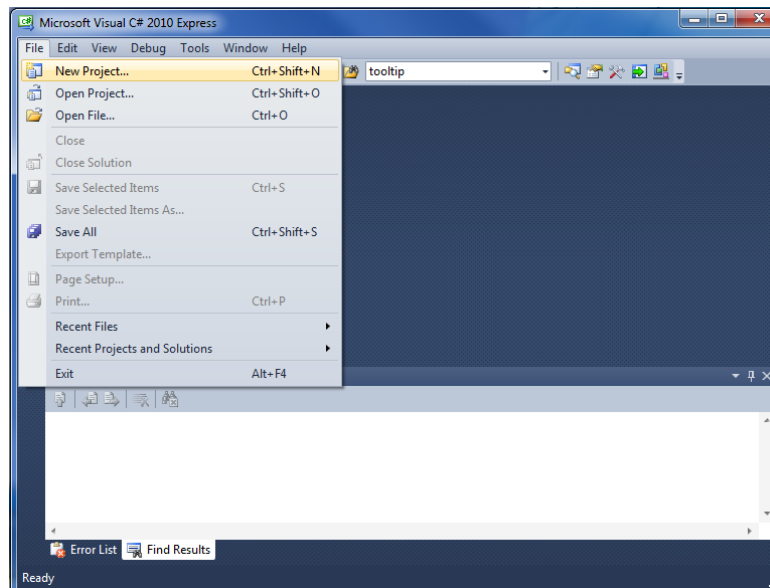 Microsoft Visual C# 2010 Express
File Edit View Debug Tools Window Help
tooltip
New Project... Ctrl+Shift+N
Open Project... Ctrl+Shift+O
Open File... Ctrl+O
Close
Close Solution
Save Selected Items Ctrl+S
Save Selected Items As...
Save All Ctrl+Shift+S
Export Template...
Page Setup...
Print... Ctrl+P
Recent Files
Recent Projects and Solutions
Exit Alt+F4
Error List Find Results
Ready